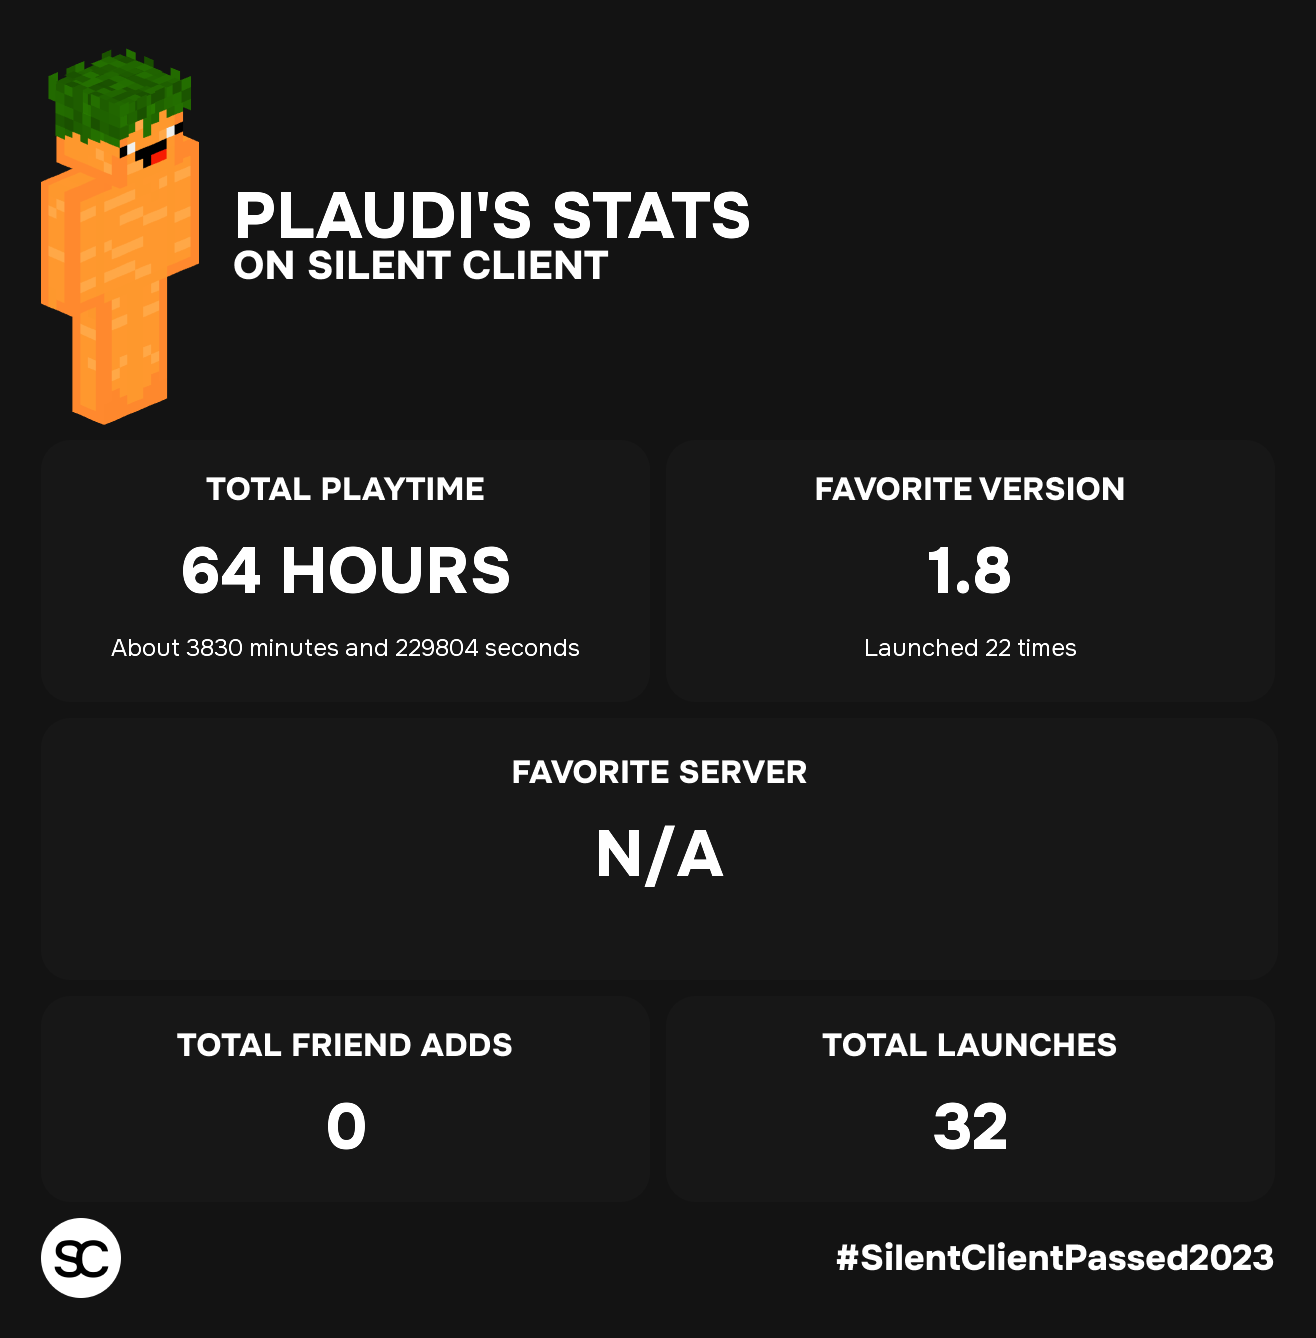 PLAUDI'S STATS
ON SILENT CLIENT
TOTAL PLAYTIME
64 HOURS
About 3830 minutes and 229804 seconds
FAVORITE VERSION
1.8
Launched 22 times
FAVORITE SERVER
N/A
TOTAL FRIEND ADDS
0
TOTAL LAUNCHES
32
SC
#SilentClientPassed2023